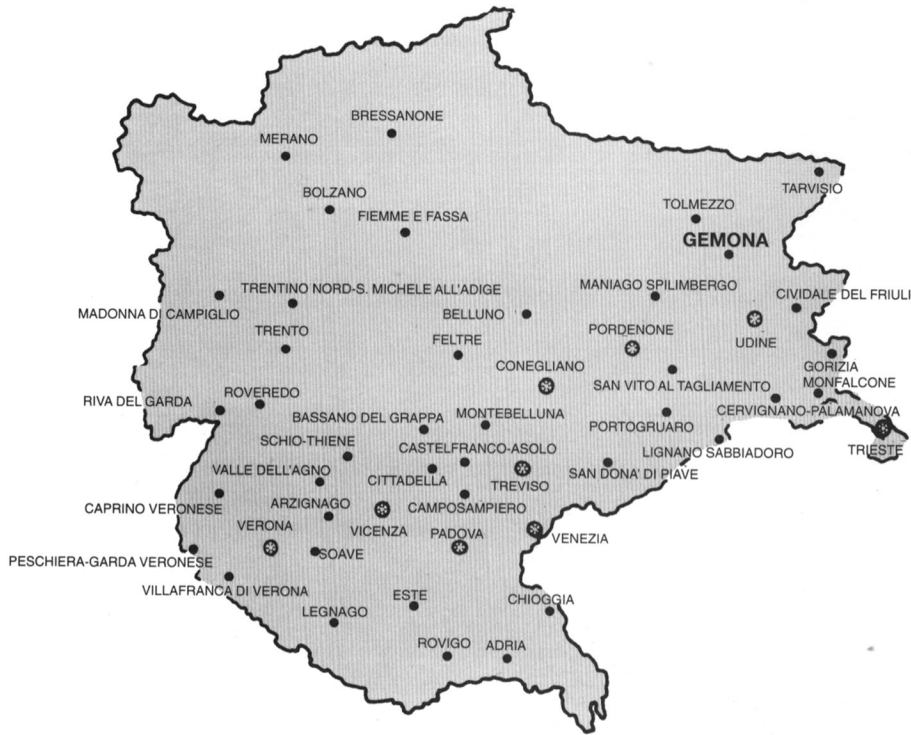 BRESSANONE
MERANO
TARVISIO
BOLZANO
TOLMEZZO
FIEMME E FASSA
GEMONA
TRENTINO NORD-S. MICHELE ALL'ADIGE
MANIAGO SPILIMBERGO
CIVIDALE DEL FRIULI
MADONNA DI CAMPIGLIO
BELLUNO
TRENTO
PORDENONE
UDINE
FELTRE
CONEGLIANO
GORIZIA
SAN VITO AL TAGLIAMENTO
MONFALCONE
RIVA DEL GARDA
ROVEREDO
BASSANO DEL GRAPPA
MONTEBELLUNA
CERVIGNANO-PALAMANOVA
PORTOGRUARO
SCHIO-THIENE
CASTELFRANCO-ASOLO
LIGNANO SABBIADORO
TRIESTE
VALLE DELL'AGNO
CITTADELLA
TREVISO
SAN DONA' DI PIAVE
CAPRINO VERONESE
ARZIGNAGO
CAMPOSAMPIERO
VERONA
VICENZA
PADOVA
VENEZIA
SOAVE
PESCHIERA-GARDA VERONESE
VILLAFRANCA DI VERONA
ESTE
CHIOGGIA
LEGNAGO
ROVIGO
ADRIA